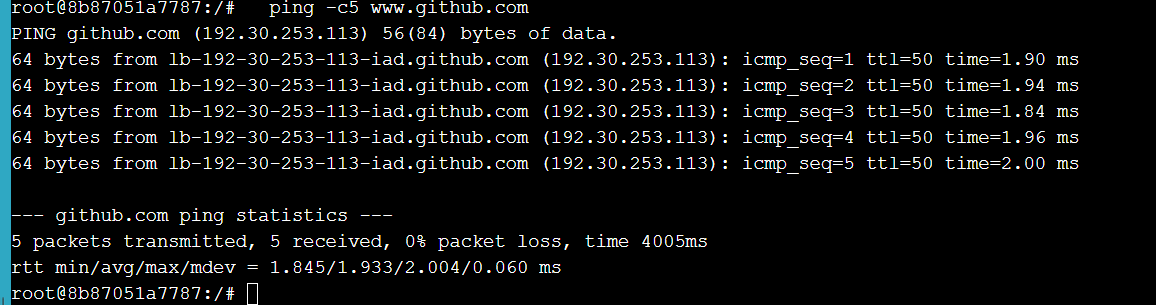 root@8b87051a7787:/#   ping -c5 www.github.com
PING github.com (192.30.253.113) 56(84) bytes of data.
64 bytes from lb-192-30-253-113-iad.github.com (192.30.253.113): icmp_seq=1 ttl=50 time=1.90 ms
64 bytes from lb-192-30-253-113-iad.github.com (192.30.253.113): icmp_seq=2 ttl=50 time=1.94 ms
64 bytes from lb-192-30-253-113-iad.github.com (192.30.253.113): icmp_seq=3 ttl=50 time=1.84 ms
64 bytes from lb-192-30-253-113-iad.github.com (192.30.253.113): icmp_seq=4 ttl=50 time=1.96 ms
64 bytes from lb-192-30-253-113-iad.github.com (192.30.253.113): icmp_seq=5 ttl=50 time=2.00 ms

--- github.com ping statistics ---
5 packets transmitted, 5 received, 0% packet loss, time 4005ms
rtt min/avg/max/mdev = 1.845/1.933/2.004/0.060 ms
root@8b87051a7787:/#